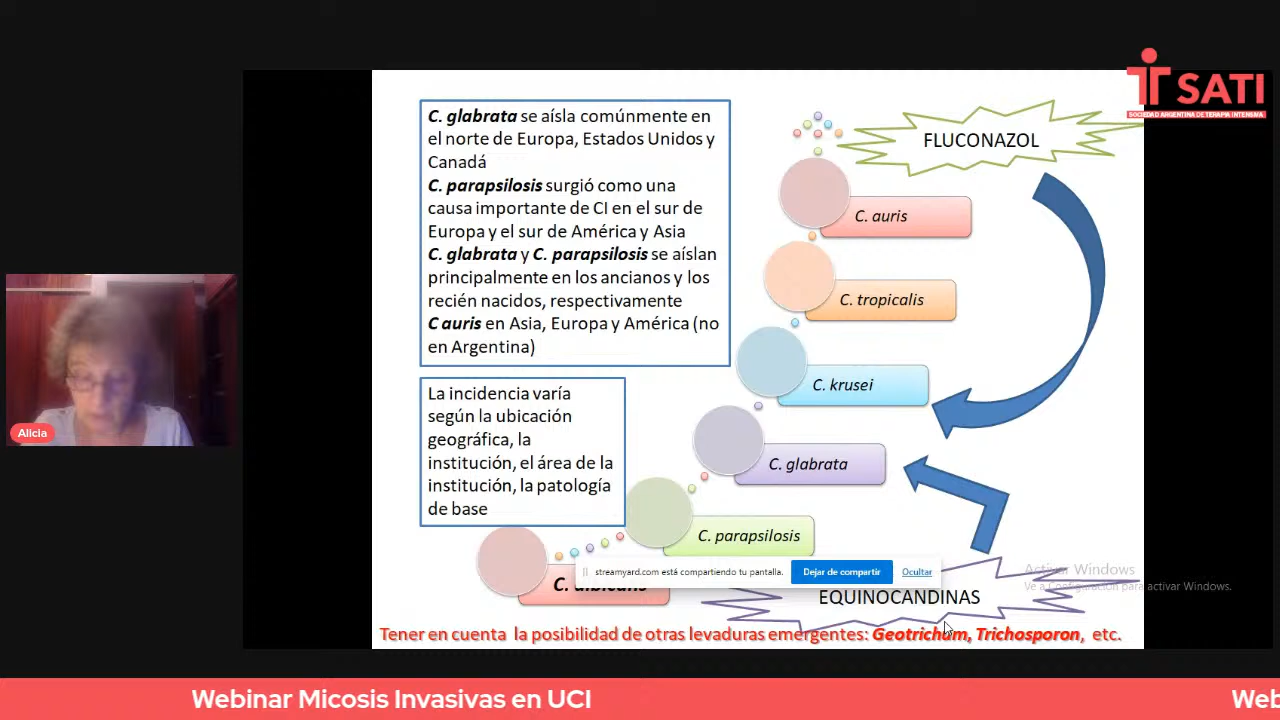 SATI
SOCIEDAD ARGENTINA DE TERAPIA INTENSIVA
C. glabrata se aísla comúnmente en
el norte de Europa, Estados Unidos y
Canadá
C. parapsilosis surgió como una
causa importante de CI en el sur de
Europa y el sur de América y Asia
C. glabrata y C. parapsilosis se aíslan
principalmente en los ancianos y los
recién nacidos, respectivamente
C auris en Asia, Europa y América (no
en Argentina)
La incidencia varía
según la ubicación
geográfica, la
institución, el área de la
institución, la patología
de base
FLUCONAZOL
C. auris
C. tropicalis
C. krusei
C. glabrata
C. parapsilosis
C. albicans
EQUINOCANDINAS
streamyard.com está compartiendo tu pantalla.
Dejar de compartir
Ocultar
Activar Windows
Ve a Configuración para activar Windows.
Tener en cuenta la posibilidad de otras levaduras emergentes: Geotrichum, Trichosporon, etc.
Alicia
Webinar Micosis Invasivas en UCI
Web